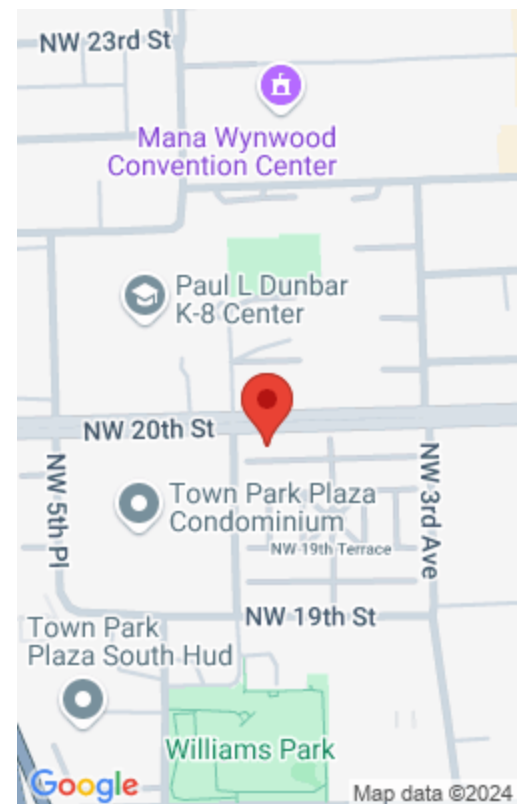 NW 23rd St
Mana Wynwood
Convention Center
Paul L Dunbar
K-8 Center
NW 20th St
NW 5th Pl
NW 3rd Ave
Town Park Plaza
Condominium
NW 19th Terrace
NW 19th St
Town Park
Plaza South Hud
Williams Park
Google
Map data ©2024